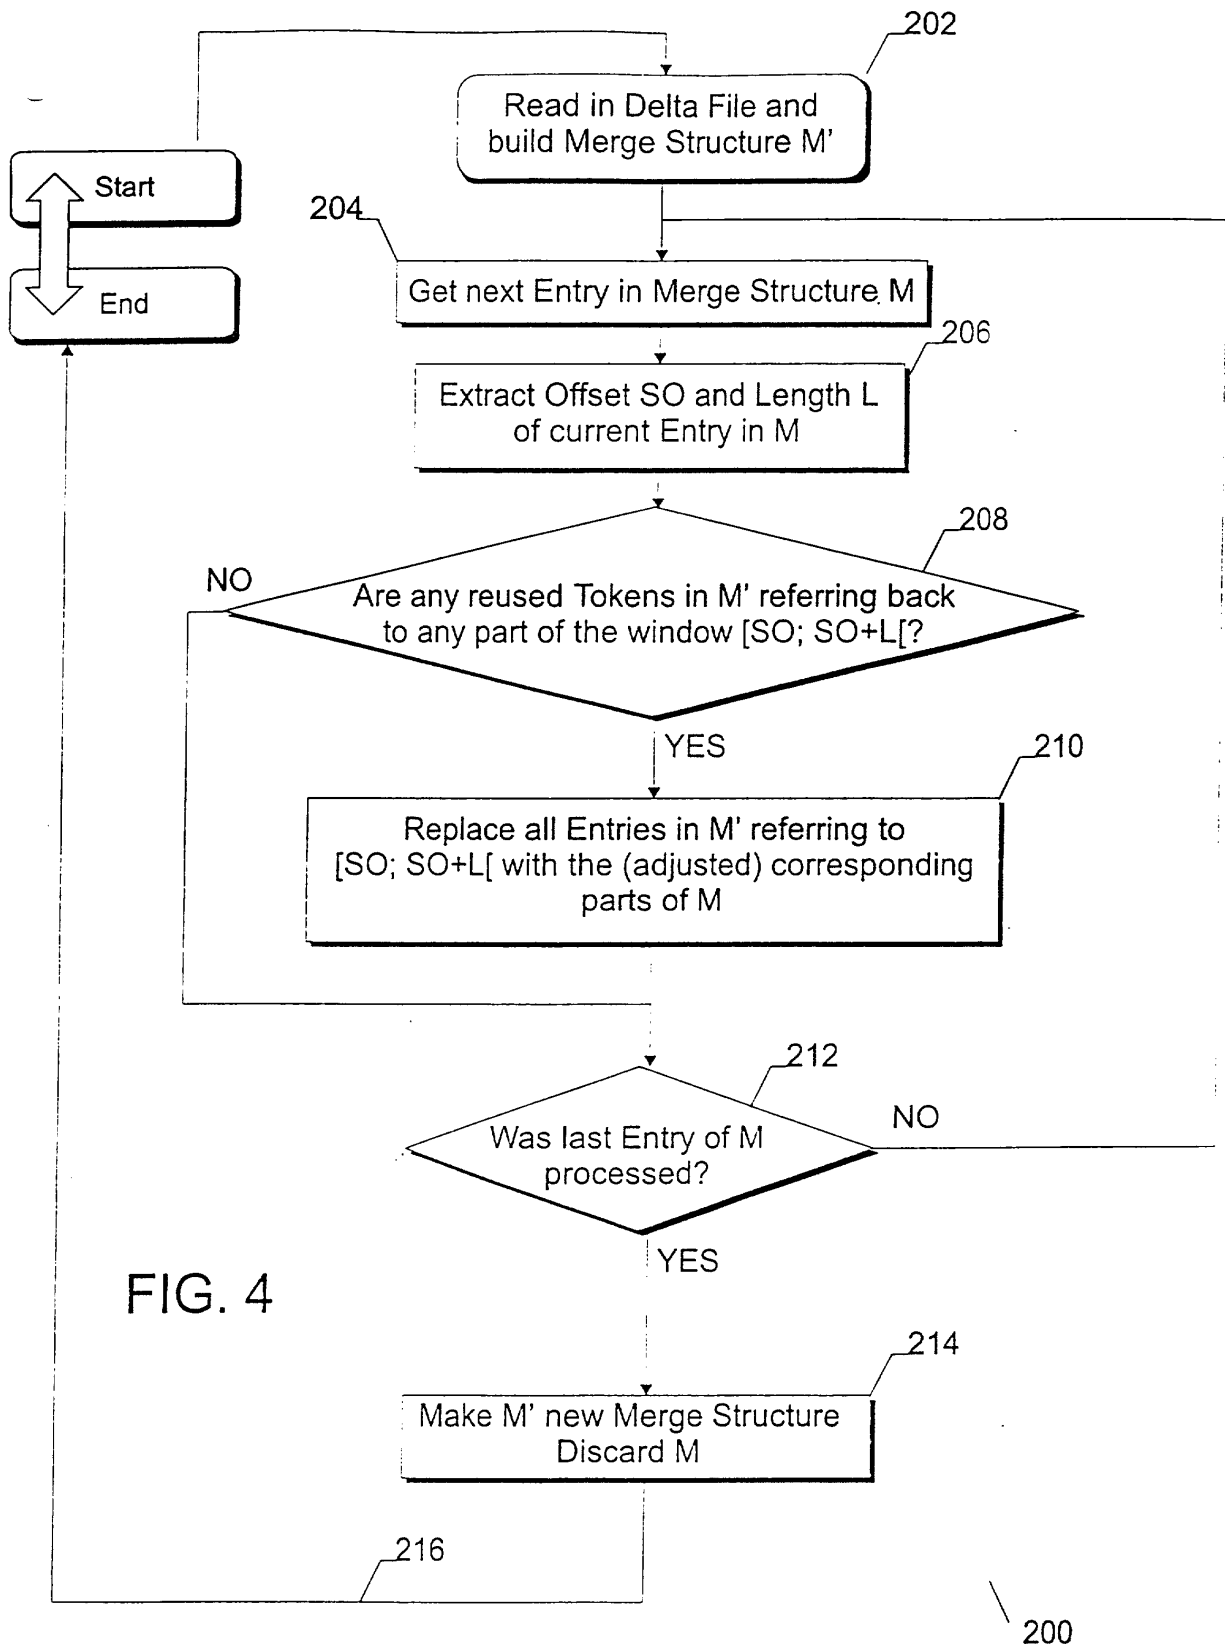 202
Read in Delta File and
build Merge Structure M'
Start
204
End
Get next Entry in Merge Structure M
206
Extract Offset SO and Length L
of current Entry in M
208
NO
Are any reused Tokens in M' referring back
to any part of the window [SO; SO+L[?
YES
210
Replace all Entries in M' referring to
[SO; SO+L[ with the (adjusted) corresponding
parts of M
212
NO
Was last Entry of M
processed?
YES
FIG. 4
214
Make M' new Merge Structure
Discard M
216
200